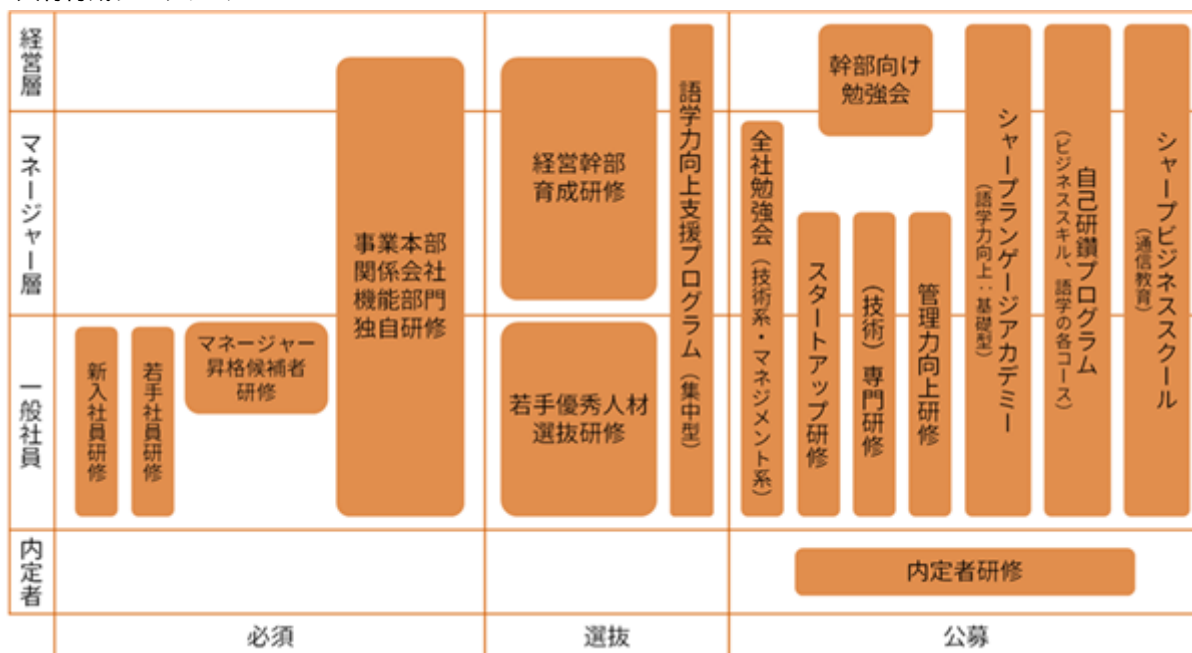 経営層
マネージャー層
一般社員
内定者
新入社員研修
若手社員研修
マネージャー
昇格候補者
研修
事業本部
関係会社
機能部門
独自研修
経営幹部
育成研修
若手優秀人材
選抜研修
語学力向上支援プログラム（集中型）
全社勉強会（技術系・マネジメント系）
幹部向け
勉強会
スタートアップ研修
（技術）専門研修
管理力向上研修
シャープランゲージアカデミー
（語学力向上：基礎型）
自己研鑽プログラム
（ビジネススキル、語学の各コース）
シャープビジネススクール
（通信教育）
内定者研修
必須
選抜
公募